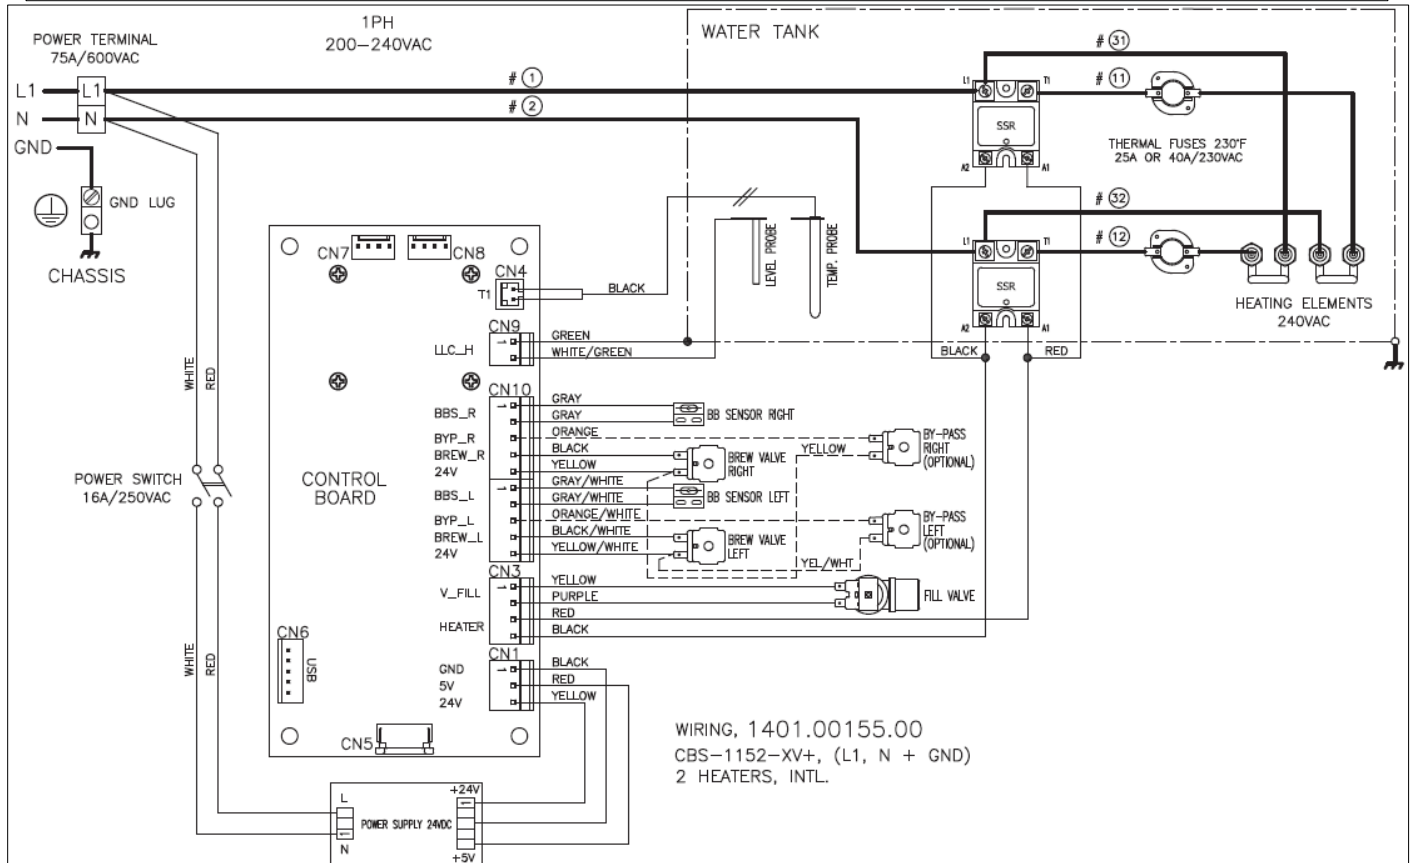 1PH
200-240VAC
POWER TERMINAL
75A/600VAC
WATER TANK
L1
L1
# 1
# 2
N
N
GND
GND LUG
CHASSIS
# 31
L1
T1
# 11
SSR
A2
A1
THERMAL FUSES 230°F
25A OR 40A/230VAC
# 32
L1
T1
# 12
SSR
A2
A1
HEATING ELEMENTS
240VAC
BLACK
RED
LEVEL PROBE
TEMP. PROBE
CN7
CN8
CN4
T1
BLACK
CN9
LLC_H
1
GREEN
WHITE/GREEN
CN10
1
BBS_R
GRAY
GRAY
BB SENSOR RIGHT
BYP_R
ORANGE
BY-PASS
RIGHT
(OPTIONAL)
BREW_R
BLACK
YELLOW
24V
YELLOW
BREW VALVE
RIGHT
BBS_L
GRAY/WHITE
GRAY/WHITE
BB SENSOR LEFT
BYP_L
ORANGE/WHITE
BY-PASS
LEFT
(OPTIONAL)
BREW_L
BLACK/WHITE
24V
YELLOW/WHITE
BREW VALVE
LEFT
YEL/WHT
CONTROL
BOARD
WHITE
RED
POWER SWITCH
16A/250VAC
CN3
V_FILL
1
YELLOW
PURPLE
FILL VALVE
HEATER
RED
BLACK
CN6
USB
WHITE
RED
CN1
1
GND
BLACK
5V
RED
24V
YELLOW
CN5
WIRING, 1401.00155.00
CBS-1152-XV+, (L1, N + GND)
2 HEATERS, INTL.
L
+24V
1
POWER SUPPLY 24VDC
1
N
+5V